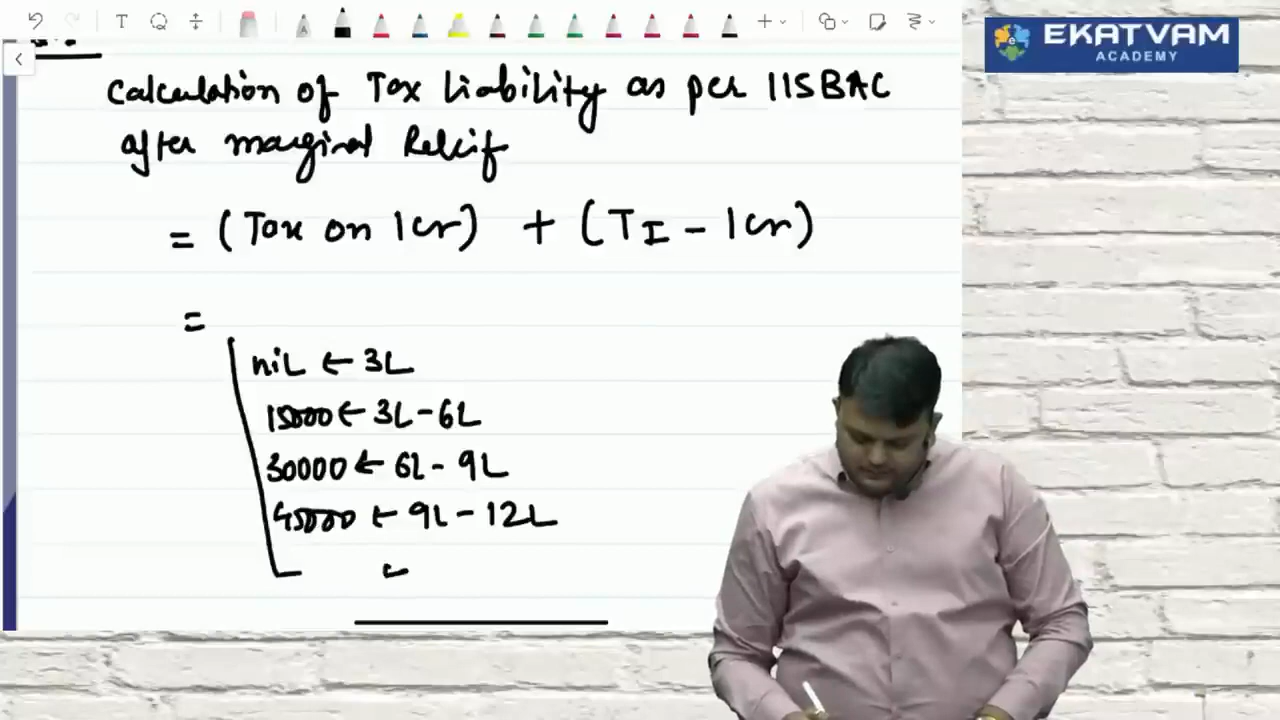 EKATVAM
ACADEMY
Calculation of Tax Liability as per 115BAC
after marginal Releif
= (Tax on 1cr) + (TI - 1cr)
=
nil ← 3L
15000 ← 3L - 6L
30000 ← 6L - 9L
45000 ← 9L - 12L